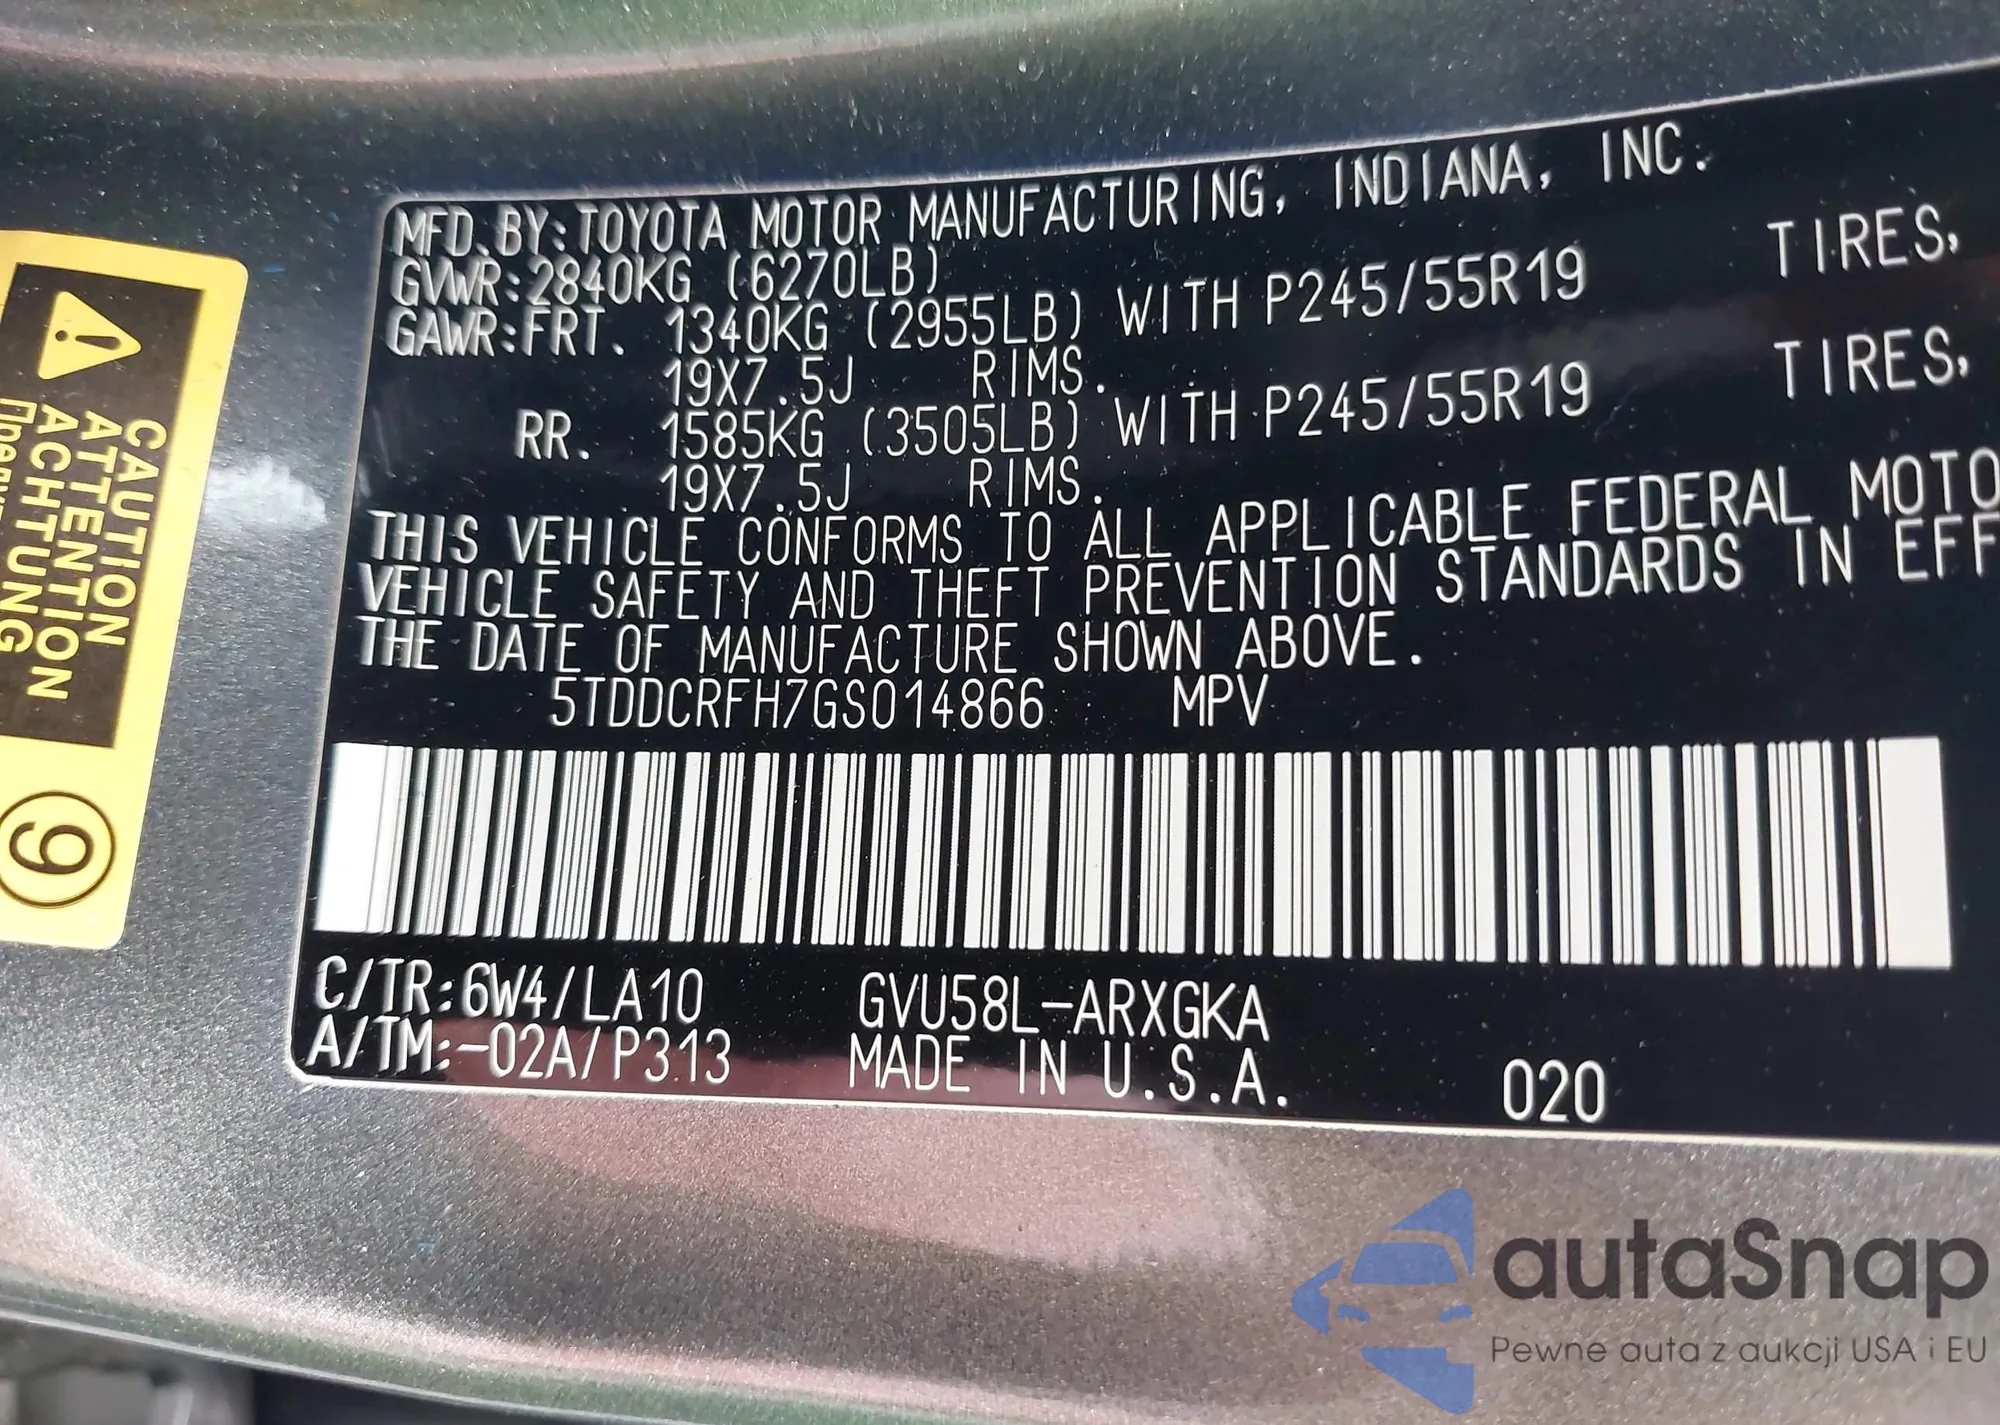 MFD. BY: TOYOTA MOTOR MANUFACTURING, INDIANA, INC.
GVWR: 2840KG (6270LB)
GAWR: FRT. 1340KG (2955LB) WITH P245/55R19 TIRES,
19X7.5J RIMS.
RR. 1585KG (3505LB) WITH P245/55R19 TIRES,
19X7.5J RIMS.
THIS VEHICLE CONFORMS TO ALL APPLICABLE FEDERAL MOTO
VEHICLE SAFETY AND THEFT PREVENTION STANDARDS IN EFF
THE DATE OF MANUFACTURE SHOWN ABOVE.
5TDDCRFH7GS014866 MPV
C/TR: 6W4/LA10 GVU58L-ARXGKA
A/TM: -02A/P313 MADE IN U.S.A. 020
CAUTION
ATTENTION
ACHTUNG
9
autaSnap
Pewne auta z aukcji USA i EU